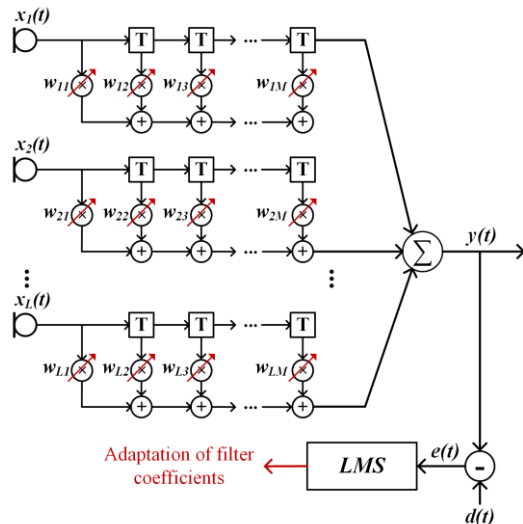 x1(t)
T T ... T
w11 w12 w13 w1M
× × × ×
+ + ... +
x2(t)
T T ... T
w21 w22 w23 w2M
× × × ×
+ + ... +
Σ y(t)
... ...
xL(t)
T T ... T
wL1 wL2 wL3 wLM
× × × ×
+ + ... +
Adaptation of filter
coefficients
LMS
e(t)
-
d(t)